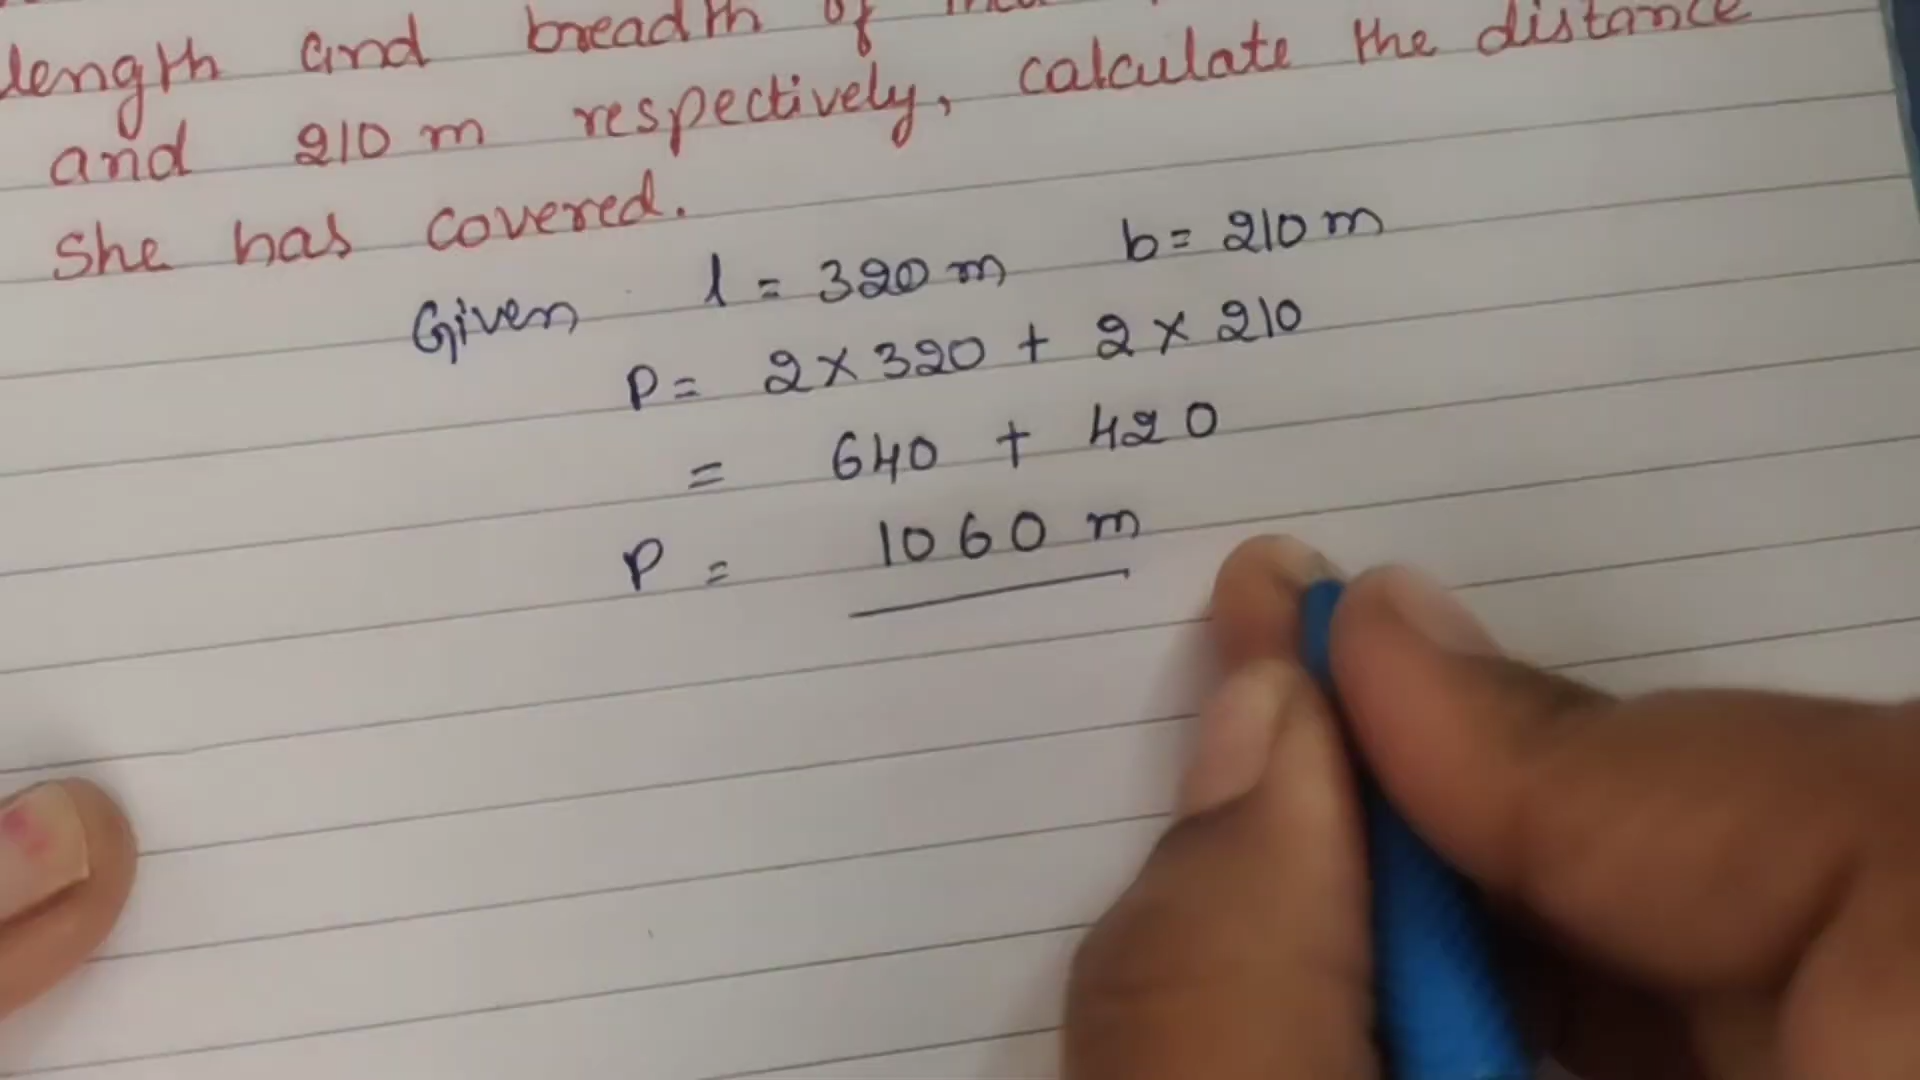 length and breadth of
and 210 m respectively, calculate the distance
She has covered.
Given l = 320 m b = 210 m
P = 2 × 320 + 2 × 210
= 640 + 420
P = 1060 m